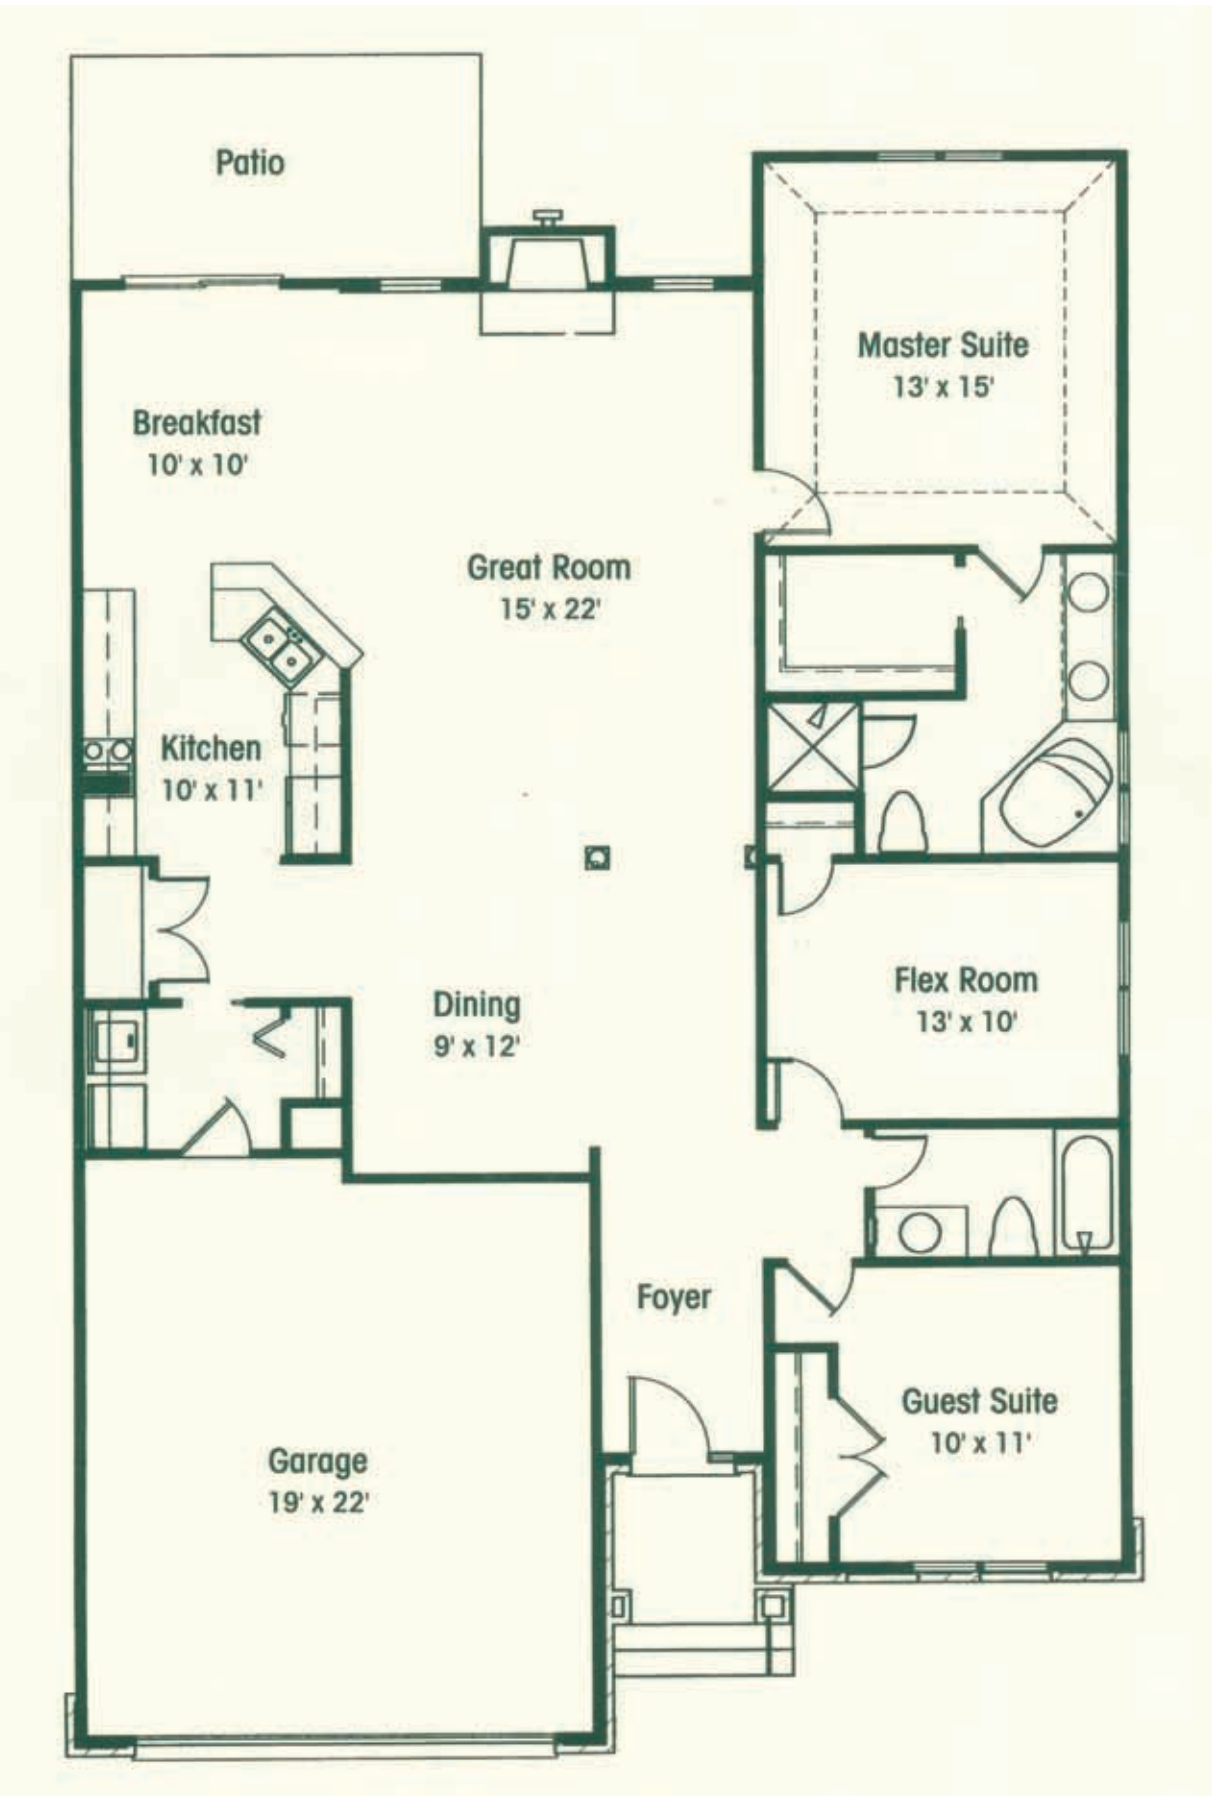 Patio
Master Suite
13' x 15'
Breakfast
10' x 10'
Great Room
15' x 22'
Kitchen
10' x 11'
Flex Room
13' x 10'
Dining
9' x 12'
Foyer
Guest Suite
10' x 11'
Garage
19' x 22'